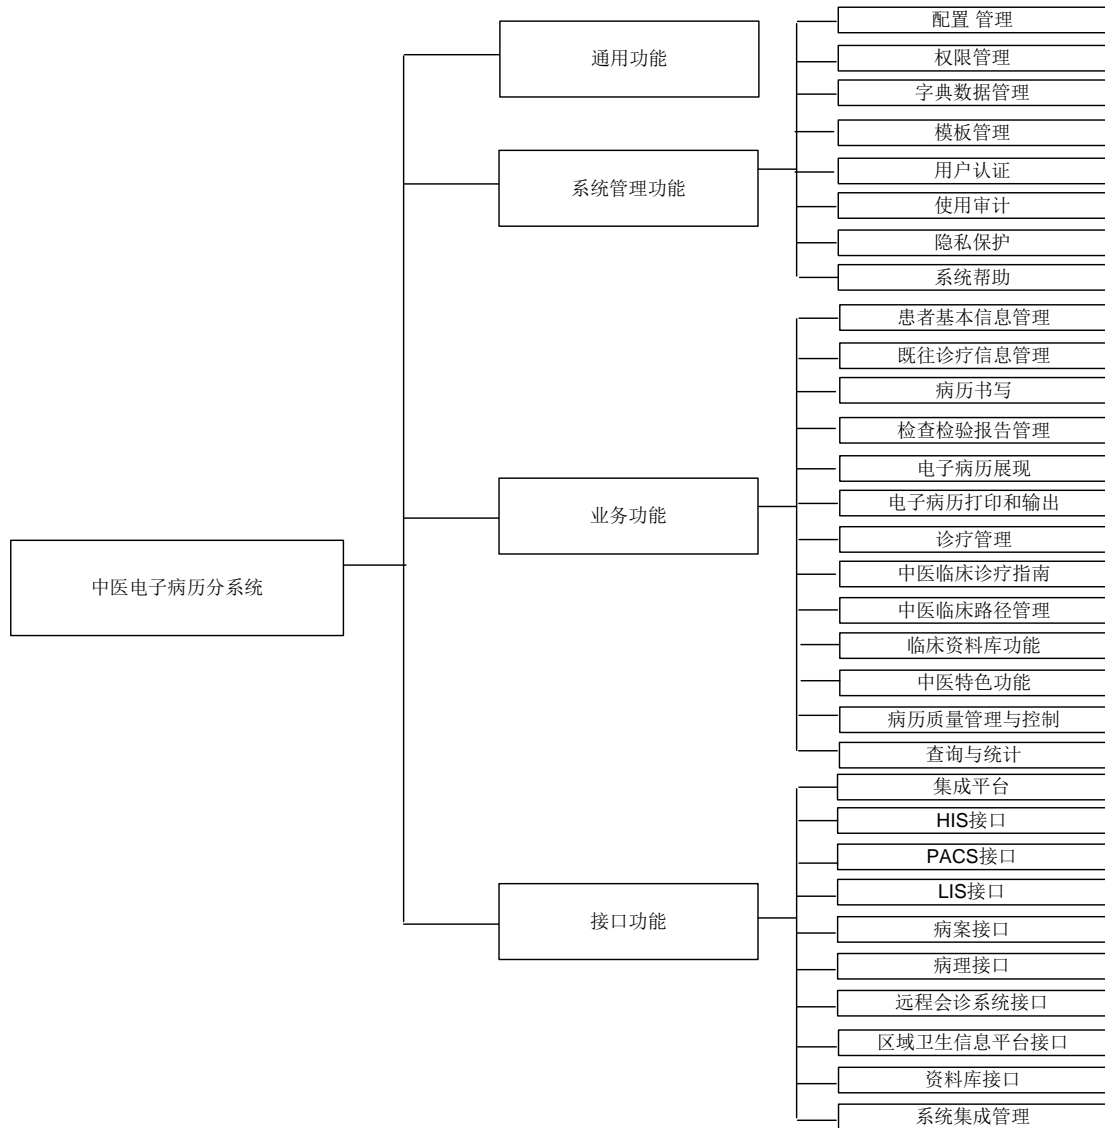 中医电子病历分系统
通用功能
系统管理功能
配置 管理
权限管理
字典数据管理
模板管理
用户认证
使用审计
隐私保护
系统帮助
业务功能
患者基本信息管理
既往诊疗信息管理
病历书写
检查检验报告管理
电子病历展现
电子病历打印和输出
诊疗管理
中医临床诊疗指南
中医临床路径管理
临床资料库功能
中医特色功能
病历质量管理与控制
查询与统计
接口功能
集成平台
HIS接口
PACS接口
LIS接口
病案接口
病理接口
远程会诊系统接口
区域卫生信息平台接口
资料库接口
系统集成管理